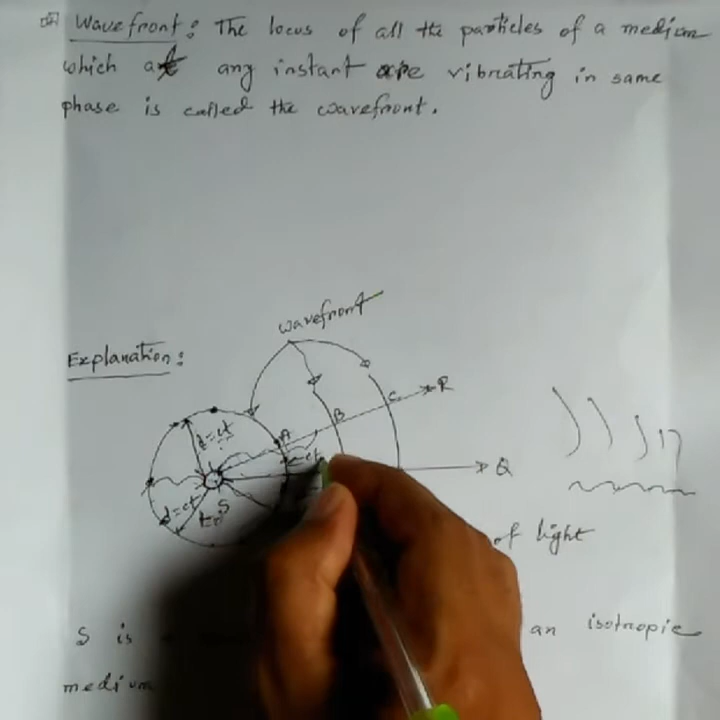 Wavefront: The locus of all the particles of a medium
which at any instant are vibrating in same
phase is called the wavefront.
wavefront
Explanation:
R
C
B
A
d=ct
ct
Q
S
d=ct
t=0
of light
S is
an isotropic
medium